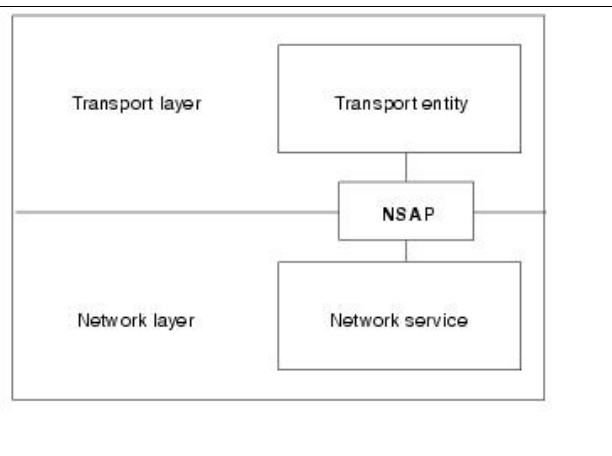 Transport layer
Transport entity
NSAP
Network layer
Network service